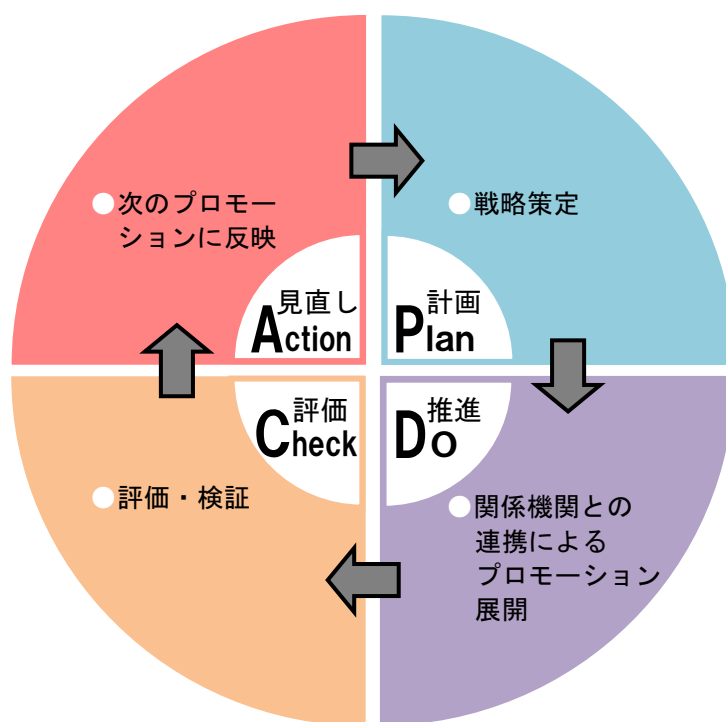 ●次のプロモー
ションに反映
見直し
Action
●戦略策定
計画
Plan
推進
Do
●関係機関との
連携による
プロモーション
展開
評価
Check
●評価・検証